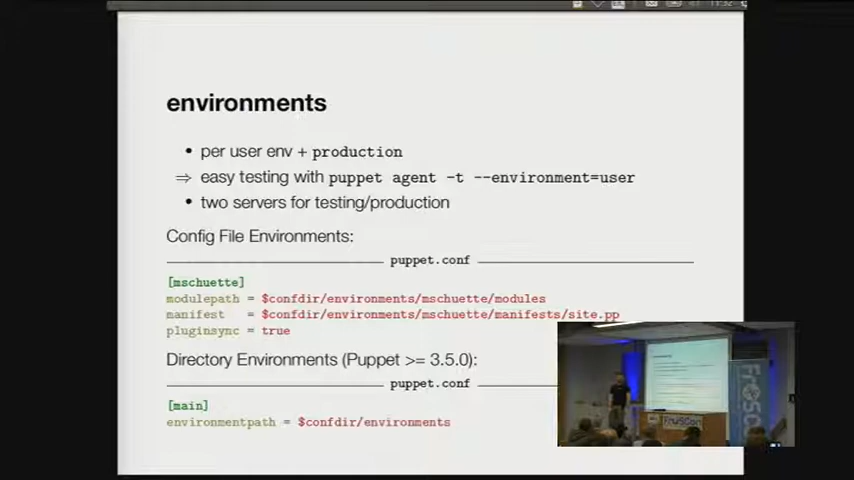 environments
• per user env + production
⇒ easy testing with puppet agent -t --environment=user
• two servers for testing/production
Config File Environments:
puppet.conf
[mschuette]
modulepath = $confdir/environments/mschuette/modules
manifest = $confdir/environments/mschuette/manifests/site.pp
pluginsync = true
Directory Environments (Puppet >= 3.5.0):
puppet.conf
[main]
environmentpath = $confdir/environments
FrOSCon
FrOSCon